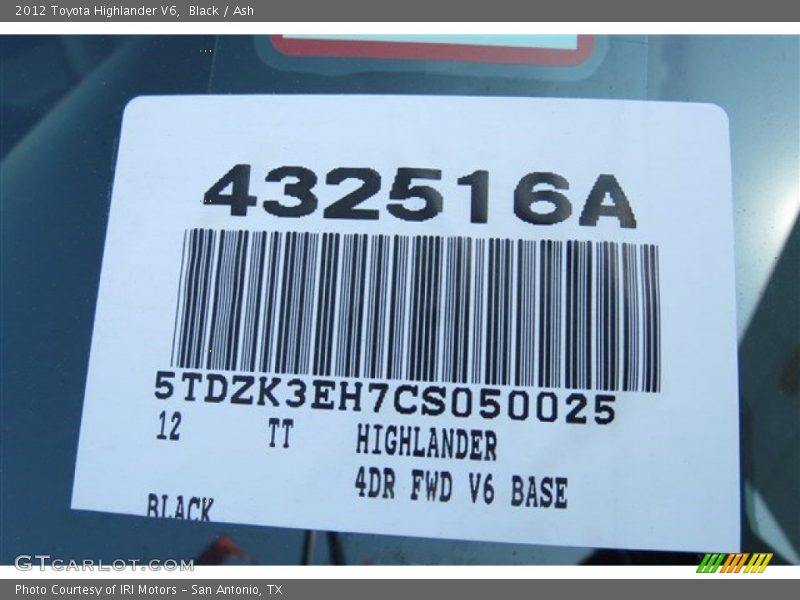 2012 Toyota Highlander V6, Black / Ash
432516A
5TDZK3EH7CS050025
12 TT HIGHLANDER
4DR FWD V6 BASE
BLACK
GTcarlot.com
Photo Courtesy of IRI Motors – San Antonio, TX